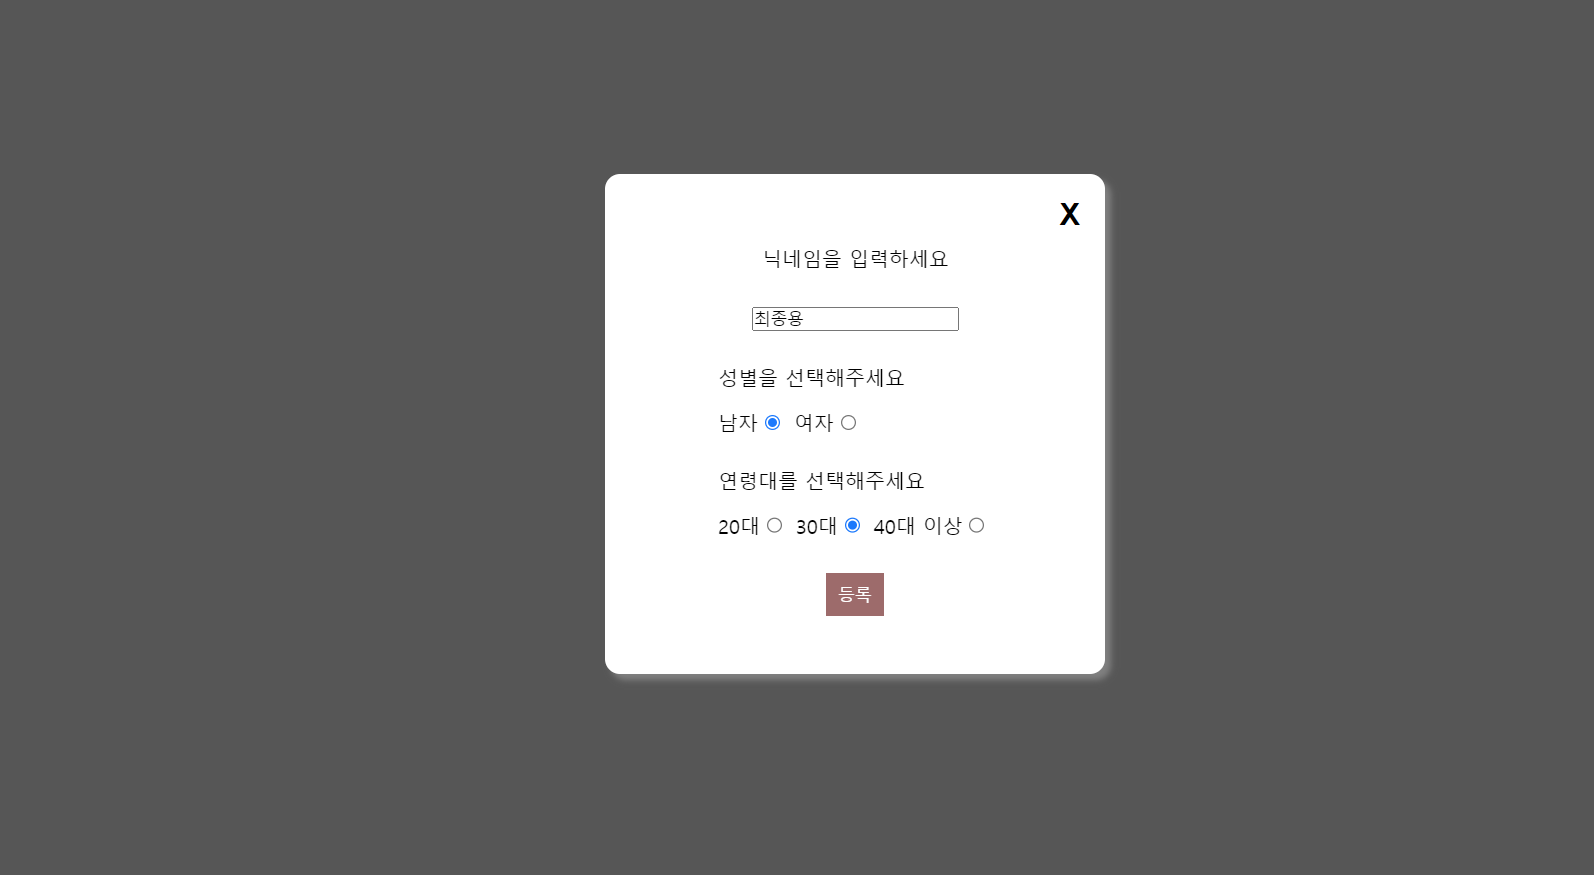 X
닉네임을 입력하세요
최종용
성별을 선택해주세요
남자 여자
연령대를 선택해주세요
20대 30대 40대 이상
등록